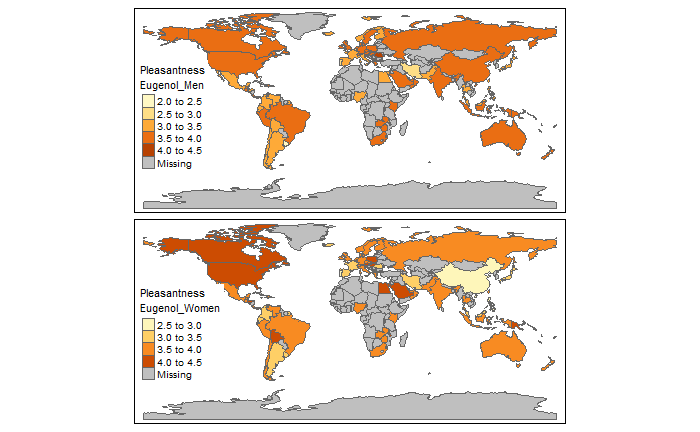 Pleasantness
Eugenol_Men
2.0 to 2.5
2.5 to 3.0
3.0 to 3.5
3.5 to 4.0
4.0 to 4.5
Missing
Pleasantness
Eugenol_Women
2.5 to 3.0
3.0 to 3.5
3.5 to 4.0
4.0 to 4.5
Missing